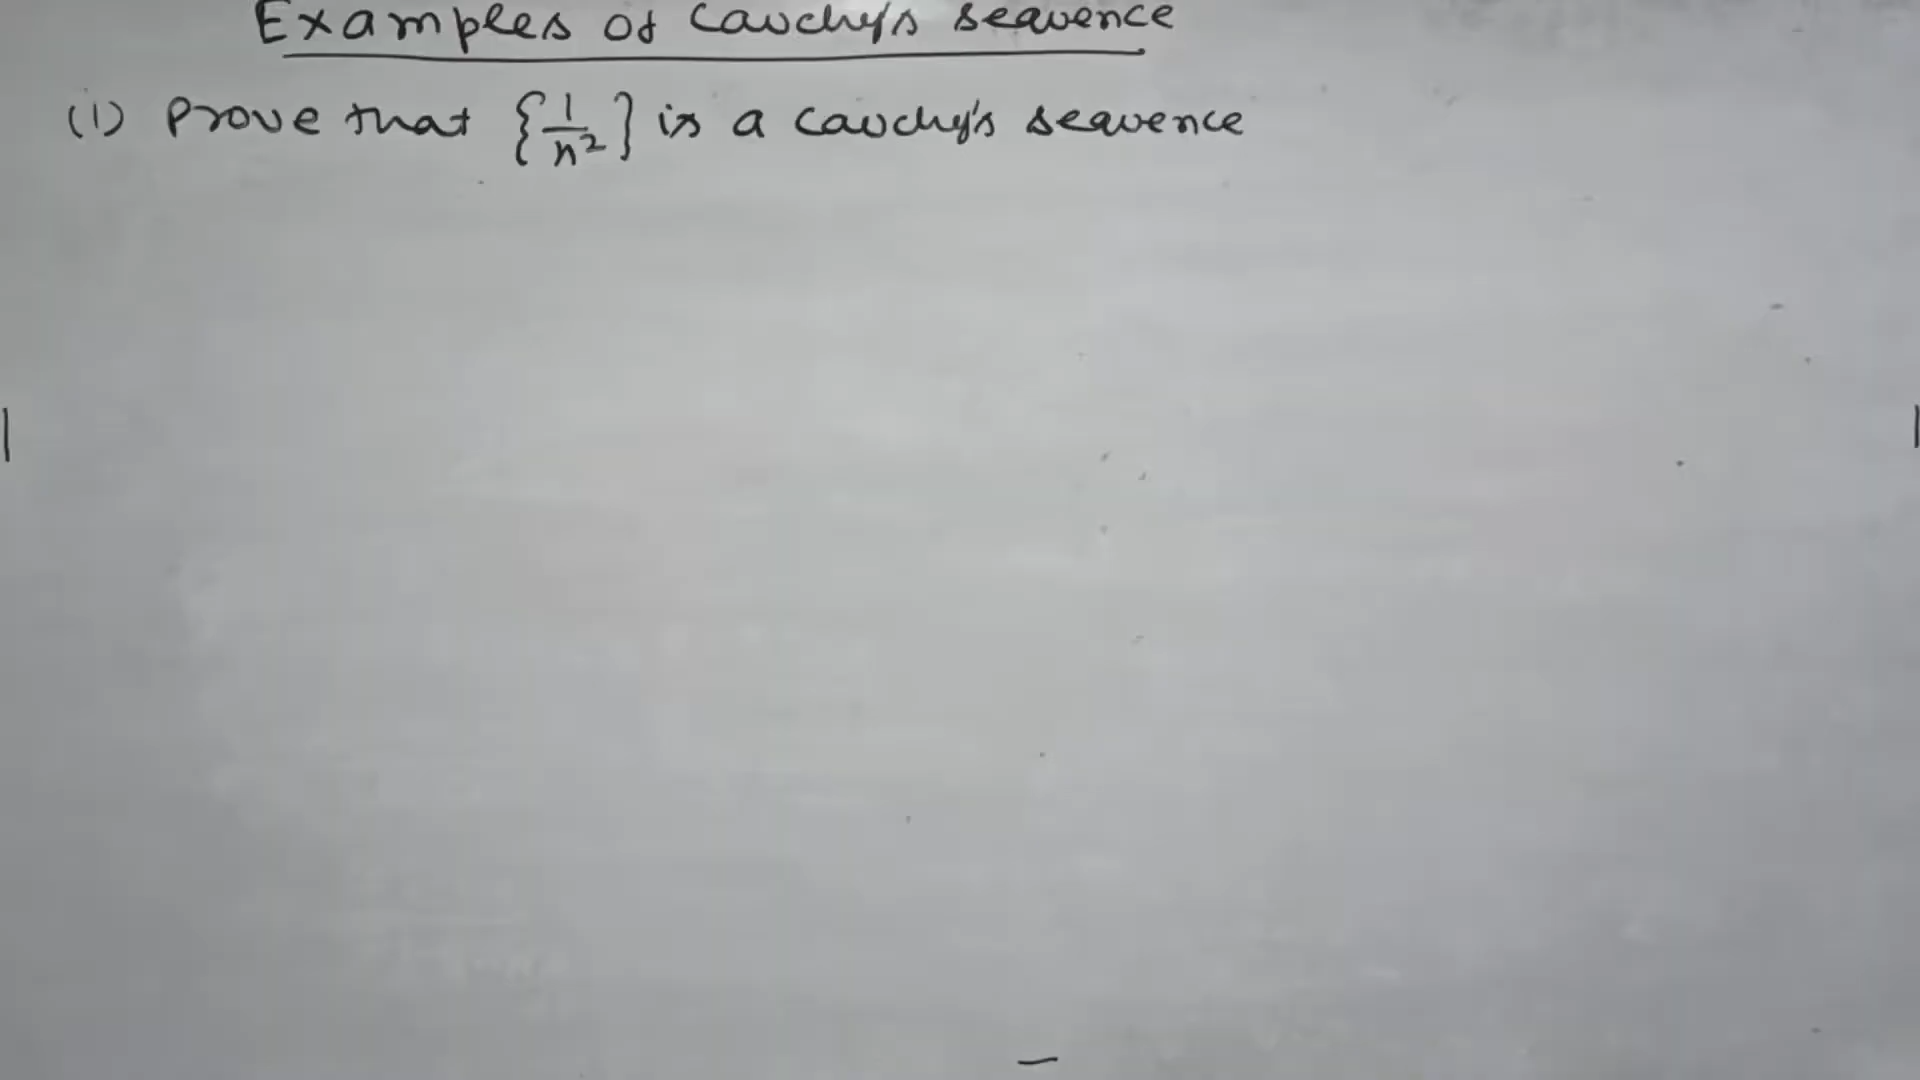 Examples of Cauchy's sequence
(1) Prove that {1/n²} is a Cauchy's sequence